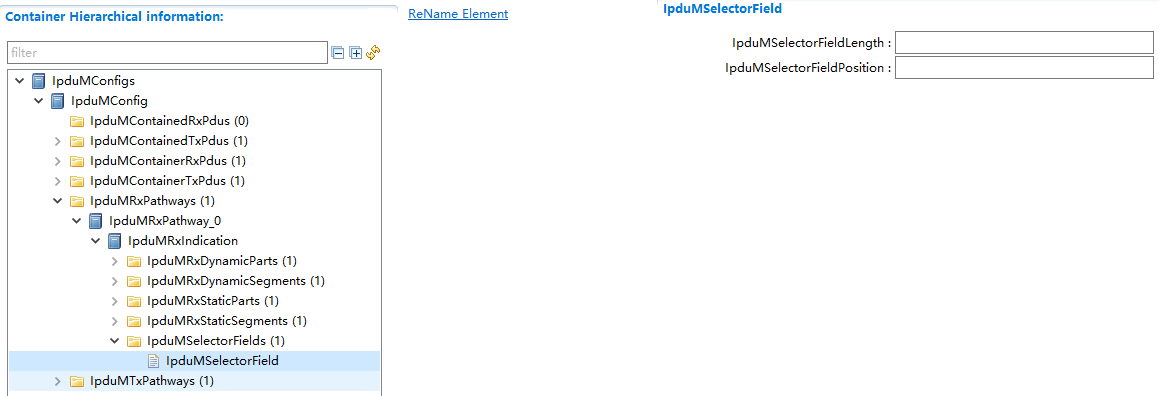 Container Hierarchical information:
filter
IpduMConfigs
IpduMConfig
IpduMContainedRxPdus (0)
IpduMContainedTxPdus (1)
IpduMContainerRxPdus (1)
IpduMContainerTxPdus (1)
IpduMRxPathways (1)
IpduMRxPathway_0
IpduMRxIndication
IpduMRxDynamicParts (1)
IpduMRxDynamicSegments (1)
IpduMRxStaticParts (1)
IpduMRxStaticSegments (1)
IpduMSelectorFields (1)
IpduMSelectorField
IpduMTxPathways (1)
ReName Element
IpduMSelectorField
IpduMSelectorFieldLength :
IpduMSelectorFieldPosition :